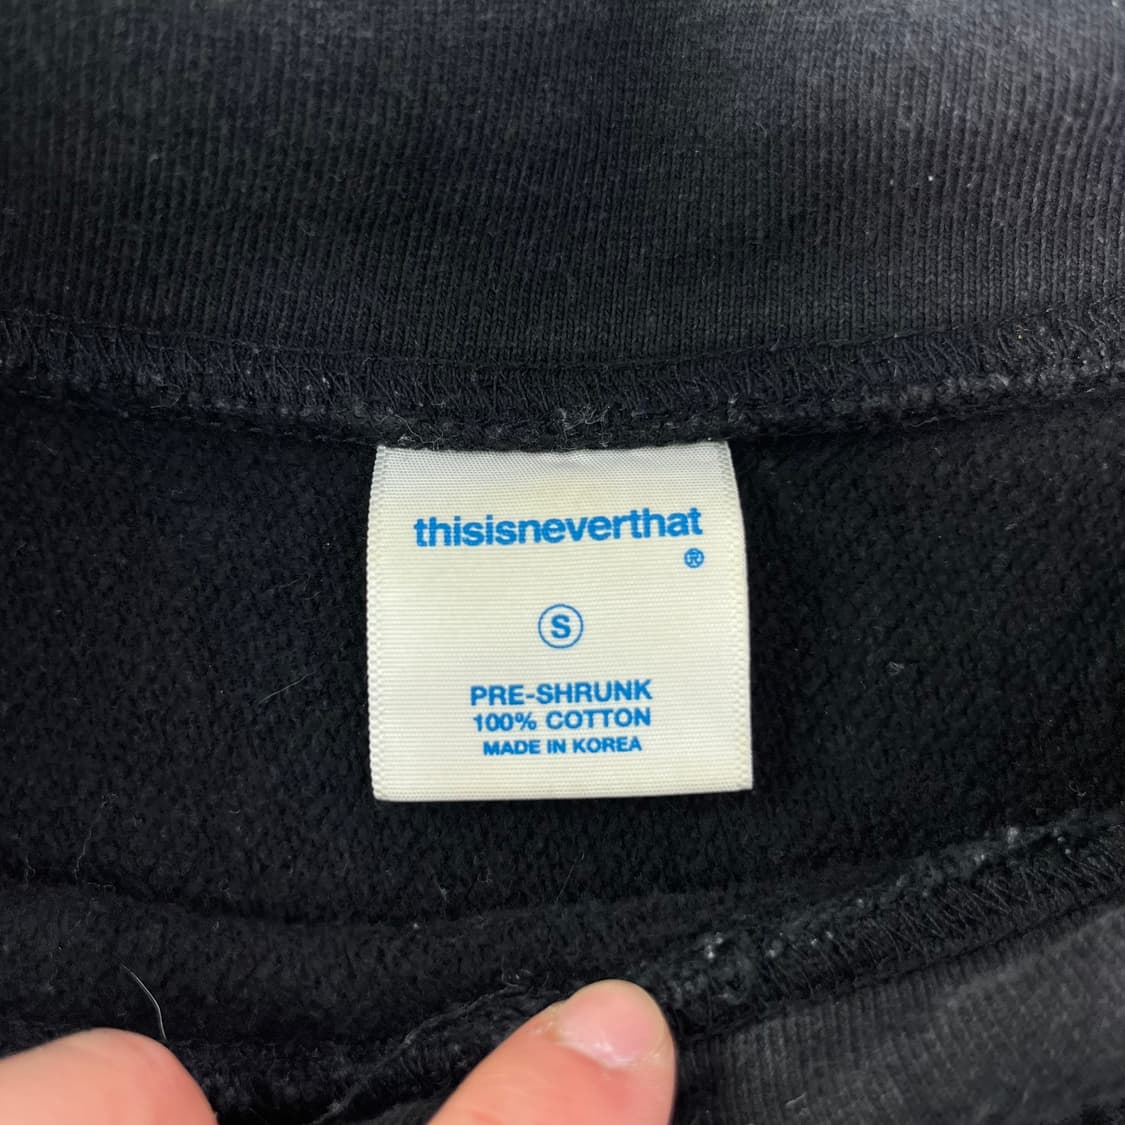 thisisneverthat
®
S
PRE-SHRUNK
100% COTTON
MADE IN KOREA